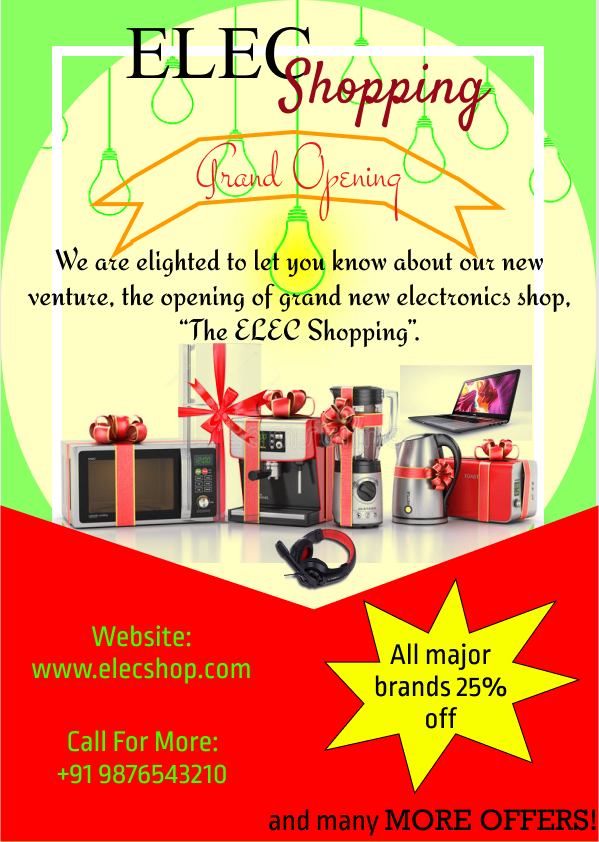 ELEC
Shopping
Grand Opening
We are elighted to let you know about our new
venture, the opening of grand new electronics shop,
“The ELEC Shopping”.
TOAST
Website:
www.elecshop.com
All major
brands 25%
off
Call For More:
+91 9876543210
and many MORE OFFERS!